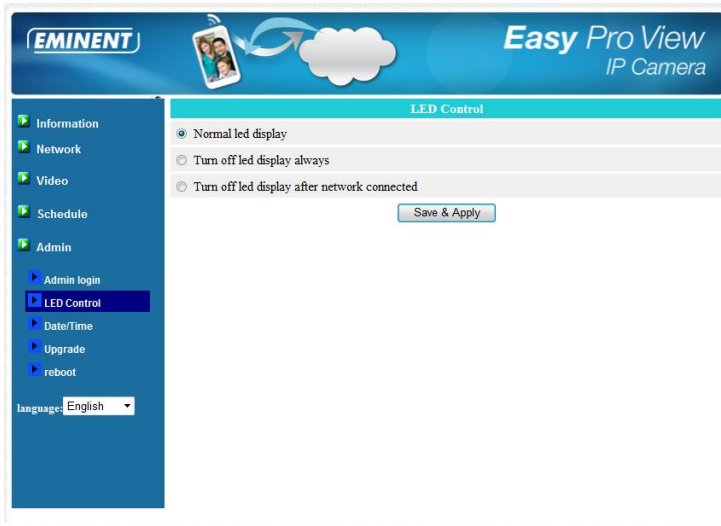 EMINENT
Easy Pro View
IP Camera
Information
Network
Video
Schedule
Admin
Admin login
LED Control
Date/Time
Upgrade
reboot
language: English
LED Control
Normal led display
Turn off led display always
Turn off led display after network connected
Save & Apply